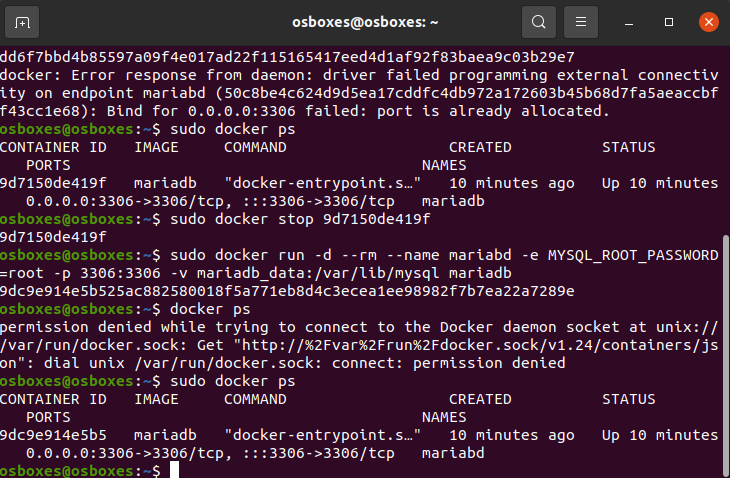 osboxes@osboxes: ~
dd6f7bbd4b85597a09f4e017ad22f115165417eed4d1af92f83baea9c03b29e7
docker: Error response from daemon: driver failed programming external connectiv
ity on endpoint mariabd (50c8be4c624d9d5ea17cddfc4db972a172603b45b68d7fa5aeaccbf
f43cc1e68): Bind for 0.0.0.0:3306 failed: port is already allocated.
osboxes@osboxes:~$ sudo docker ps
CONTAINER ID   IMAGE     COMMAND                  CREATED          STATUS
   PORTS                                       NAMES
9d7150de419f   mariadb   "docker-entrypoint.s…"   10 minutes ago   Up 10 minutes
   0.0.0.0:3306->3306/tcp, :::3306->3306/tcp   mariadb
osboxes@osboxes:~$ sudo docker stop 9d7150de419f
9d7150de419f
osboxes@osboxes:~$ sudo docker run -d --rm --name mariabd -e MYSQL_ROOT_PASSWORD
=root -p 3306:3306 -v mariadb_data:/var/lib/mysql mariadb
9dc9e914e5b525ac882580018f5a771eb8d4c3ecea1ee98982f7b7ea22a7289e
osboxes@osboxes:~$ docker ps
permission denied while trying to connect to the Docker daemon socket at unix://
/var/run/docker.sock: Get "http://%2Fvar%2Frun%2Fdocker.sock/v1.24/containers/js
on": dial unix /var/run/docker.sock: connect: permission denied
osboxes@osboxes:~$ sudo docker ps
CONTAINER ID   IMAGE     COMMAND                  CREATED          STATUS
   PORTS                                       NAMES
9dc9e914e5b5   mariadb   "docker-entrypoint.s…"   10 minutes ago   Up 10 minutes
   0.0.0.0:3306->3306/tcp, :::3306->3306/tcp   mariabd
osboxes@osboxes:~$